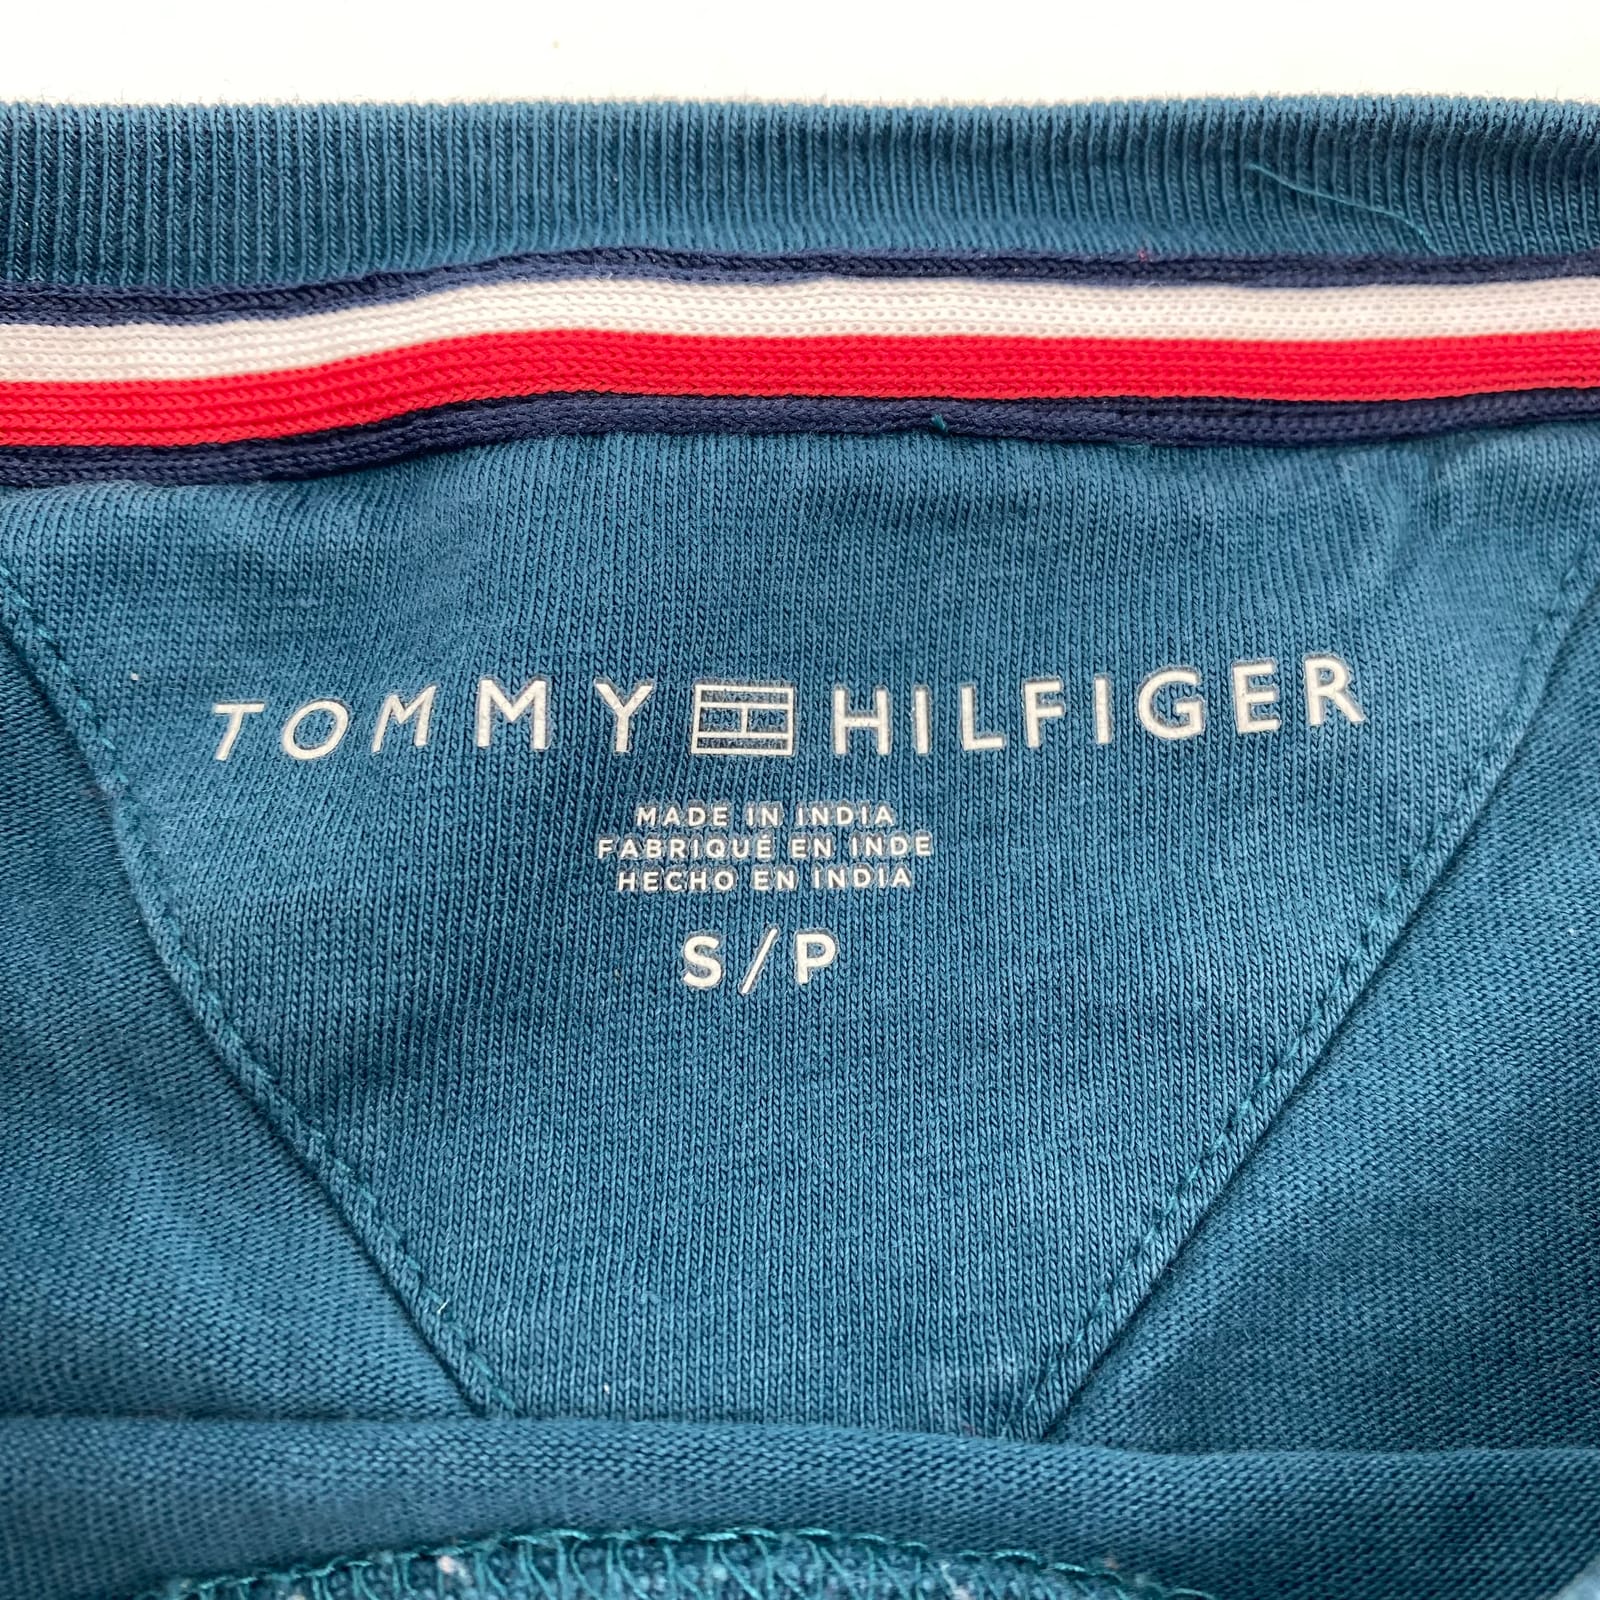 TOMMY HILFIGER
MADE IN INDIA
FABRIQUÉ EN INDE
HECHO EN INDIA
S/P